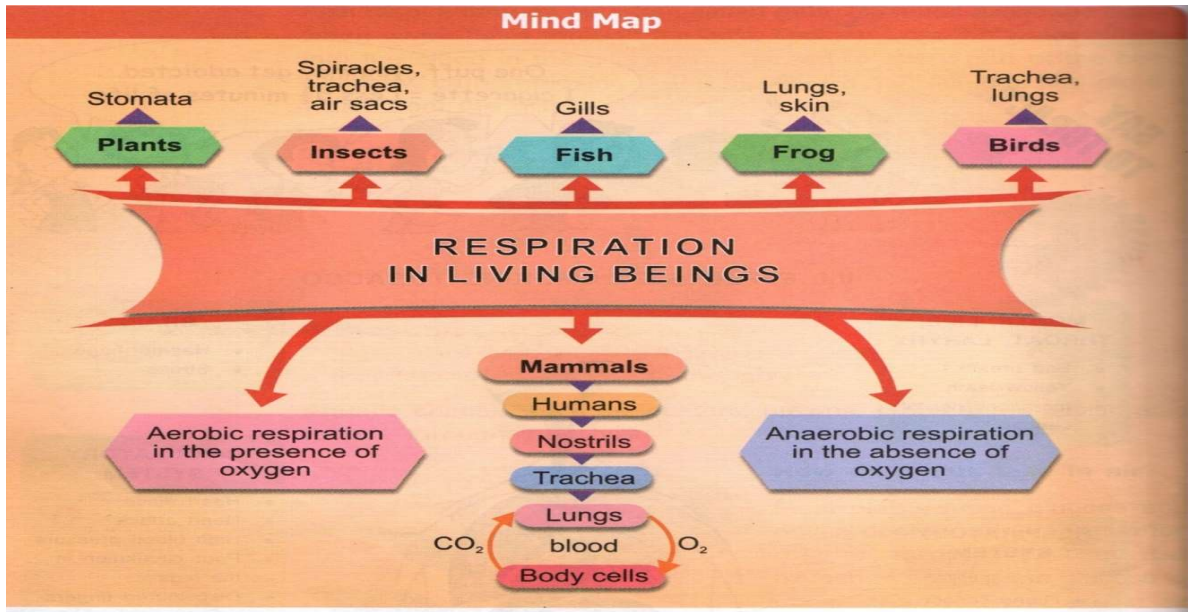 Mind Map
Stomata
Plants
Spiracles,
trachea,
air sacs
Insects
Gills
Fish
Lungs,
skin
Frog
Trachea,
lungs
Birds
RESPIRATION
IN LIVING BEINGS
Mammals
Humans
Nostrils
Trachea
Lungs
CO₂
blood
O₂
Body cells
Aerobic respiration
in the presence of
oxygen
Anaerobic respiration
in the absence of
oxygen